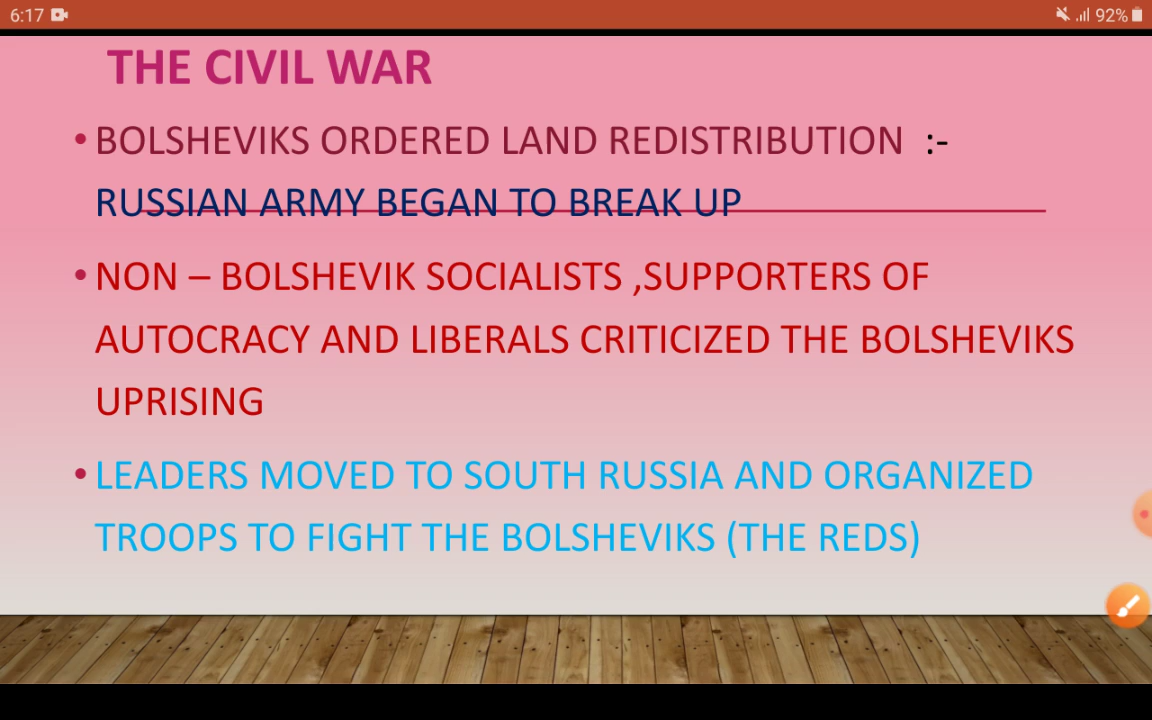 6:17
92%
THE CIVIL WAR
• BOLSHEVIKS ORDERED LAND REDISTRIBUTION :-
RUSSIAN ARMY BEGAN TO BREAK UP
• NON – BOLSHEVIK SOCIALISTS ,SUPPORTERS OF
AUTOCRACY AND LIBERALS CRITICIZED THE BOLSHEVIKS
UPRISING
• LEADERS MOVED TO SOUTH RUSSIA AND ORGANIZED
TROOPS TO FIGHT THE BOLSHEVIKS (THE REDS)